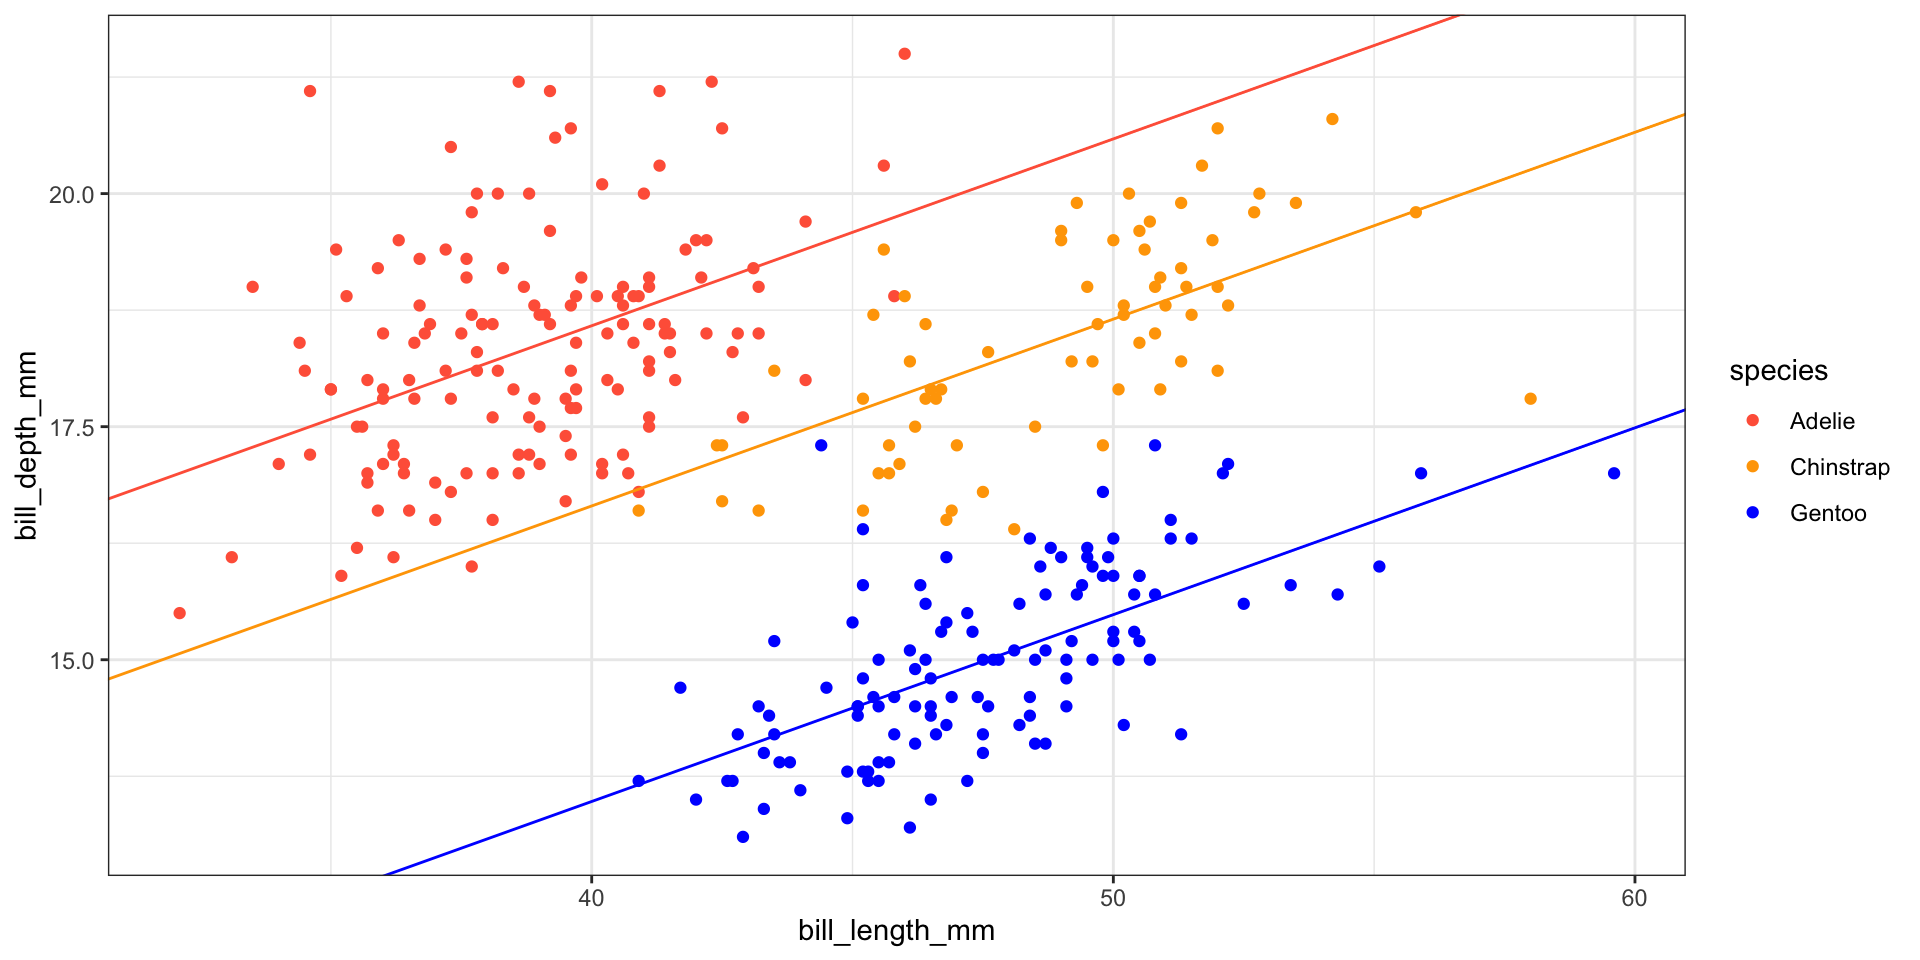 20.0
17.5
15.0
bill_depth_mm
40
50
60
bill_length_mm
species
Adelie
Chinstrap
Gentoo